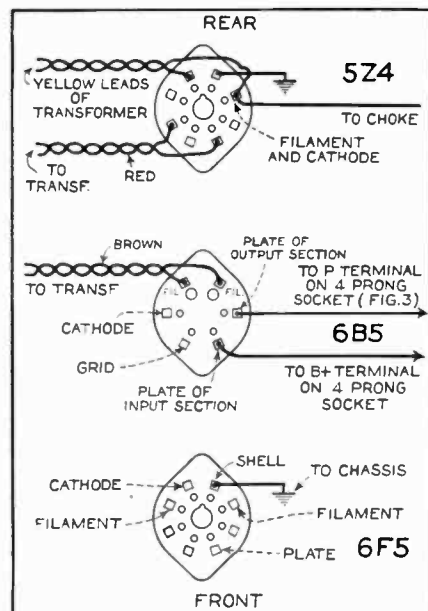 REAR
5Z4
YELLOW LEADS
OF
TRANSFORMER
TO CHOKE
FILAMENT
AND CATHODE
TO
TRANSF.
RED
BROWN
PLATE OF
OUTPUT SECTION
TO P TERMINAL
ON 4 PRONG
SOCKET (FIG.3)
TO TRANSF
FIL
FIL
CATHODE
6B5
GRID
PLATE OF
INPUT SECTION
TO B+ TERMINAL
ON 4 PRONG
SOCKET
SHELL
CATHODE
TO CHASSIS
FILAMENT
FILAMENT
PLATE
6F5
FRONT